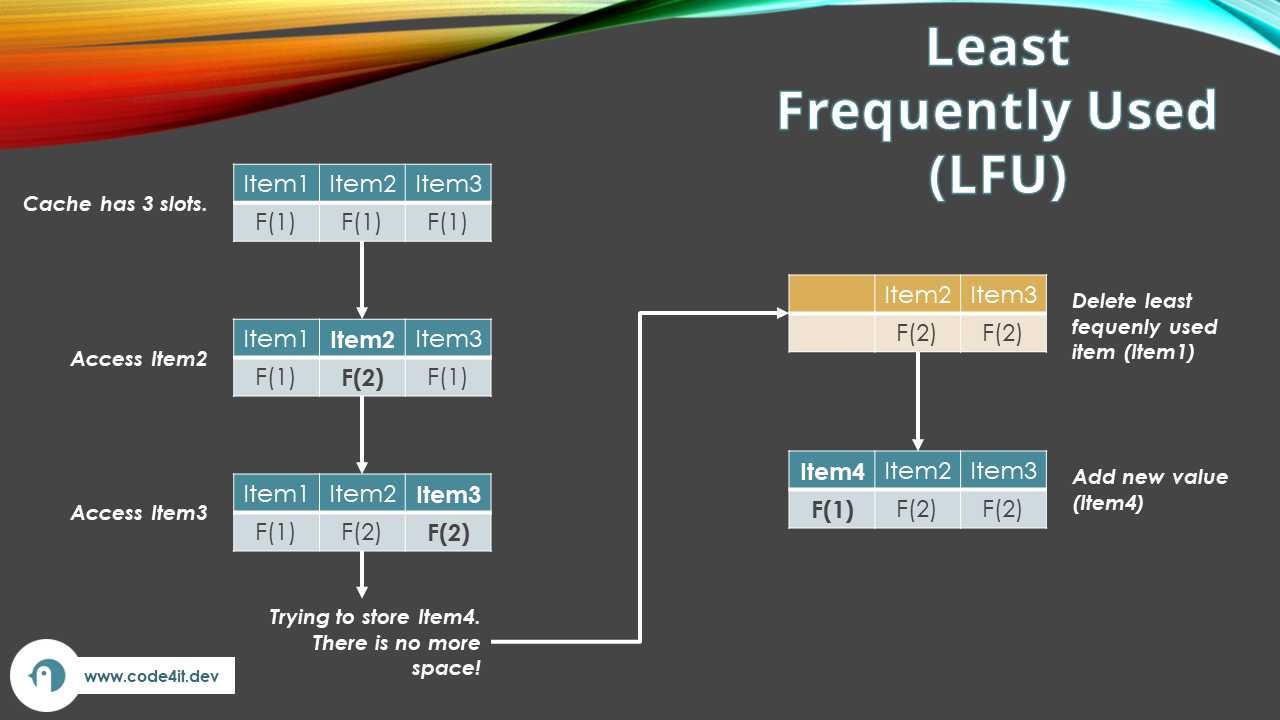 Least
Frequently Used
(LFU)
Cache has 3 slots.
Item1 Item2 Item3
F(1) F(1) F(1)
Access Item2
Item1 Item2 Item3
F(1) F(2) F(1)
Access Item3
Item1 Item2 Item3
F(1) F(2) F(2)
Trying to store Item4.
There is no more
space!
Item2 Item3
F(2) F(2)
Delete least
fequenly used
item (Item1)
Item4 Item2 Item3
F(1) F(2) F(2)
Add new value
(Item4)
www.code4it.dev